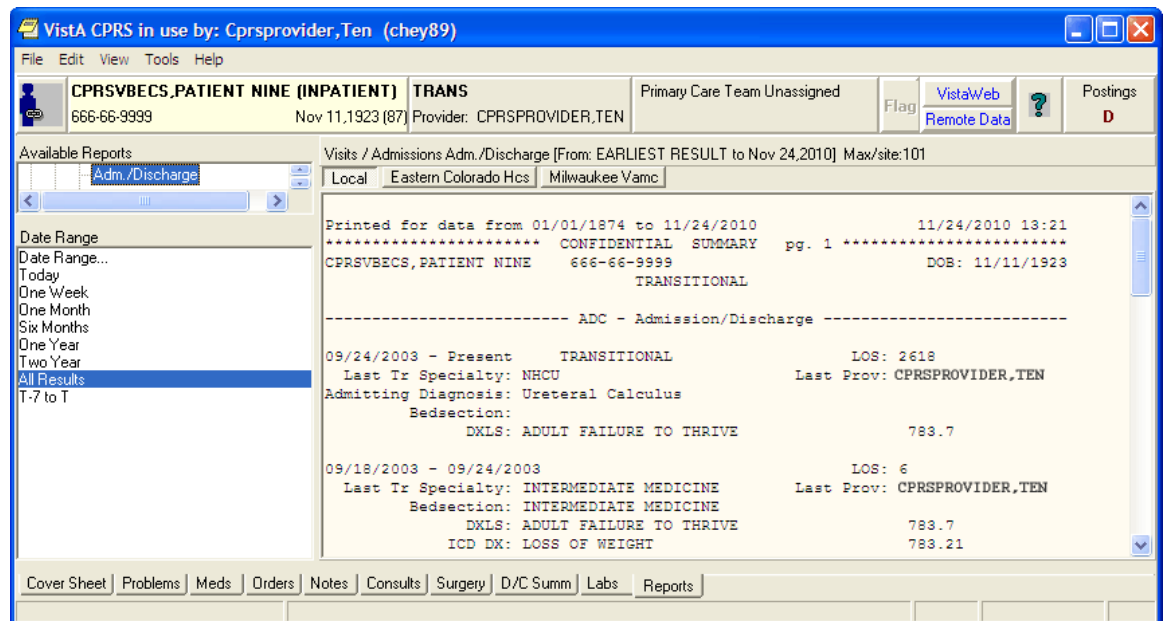 VistA CPRS in use by: Cprsprovider,Ten (chey89)
File Edit View Tools Help
CPRSVBECS,PATIENT NINE (INPATIENT) TRANS Primary Care Team Unassigned Flag VistaWeb ? Postings
666-66-9999 Nov 11,1923 (87) Provider: CPRSPROVIDER,TEN Remote Data D
Available Reports
Adm./Discharge
Date Range
Date Range...
Today
One Week
One Month
Six Months
One Year
Two Year
All Results
T-7 to T
Visits / Admissions Adm./Discharge [From: EARLIEST RESULT to Nov 24,2010] Max/site:101
Local Eastern Colorado Hcs Milwaukee Vamc
Printed for data from 01/01/1874 to 11/24/2010 11/24/2010 13:21
*********************** CONFIDENTIAL SUMMARY pg. 1 ************************
CPRSVBECS,PATIENT NINE 666-66-9999 DOB: 11/11/1923
TRANSITIONAL
-------------------------- ADC - Admission/Discharge --------------------------
09/24/2003 - Present TRANSITIONAL LOS: 2618
Last Tr Specialty: NHCU Last Prov: CPRSPROVIDER,TEN
Admitting Diagnosis: Ureteral Calculus
Bedsection:
DXLS: ADULT FAILURE TO THRIVE 783.7
09/18/2003 - 09/24/2003 LOS: 6
Last Tr Specialty: INTERMEDIATE MEDICINE Last Prov: CPRSPROVIDER,TEN
Bedsection: INTERMEDIATE MEDICINE
DXLS: ADULT FAILURE TO THRIVE 783.7
ICD DX: LOSS OF WEIGHT 783.21
Cover Sheet Problems Meds Orders Notes Consults Surgery D/C Summ Labs Reports